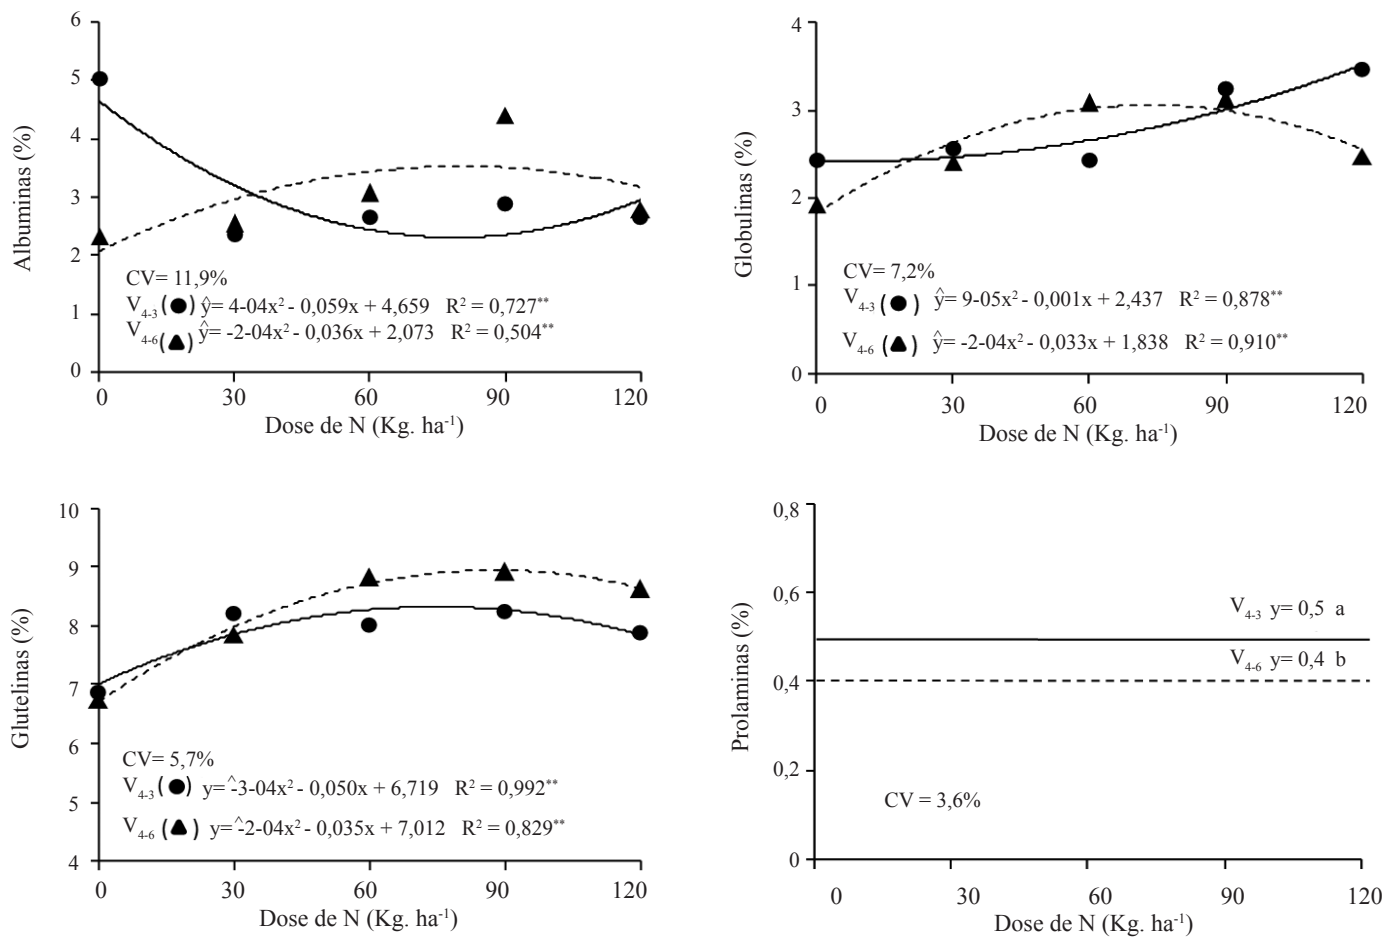 6
5
4
3
2
1
0
Albuminas (%)
CV= 11,9%
V4-3 (●) ŷ= 4-04x² - 0,059x + 4,659 R² = 0,727**
V4-6 (▲) ŷ= -2-04x² - 0,036x + 2,073 R² = 0,504**
0 30 60 90 120
Dose de N (Kg. ha⁻¹)
4
3
2
1
0
Globulinas (%)
CV= 7,2%
V4-3 (●) ŷ= 9-05x² - 0,001x + 2,437 R² = 0,878**
V4-6 (▲) ŷ= -2-04x² - 0,033x + 1,838 R² = 0,910**
0 30 60 90 120
Dose de N (Kg. ha⁻¹)
10
9
8
7
6
5
4
Glutelinas (%)
CV= 5,7%
V4-3 (●) y= ^-3-04x² - 0,050x + 6,719 R² = 0,992**
V4-6 (▲) y= ^-2-04x² - 0,035x + 7,012 R² = 0,829**
0 30 60 90 120
Dose de N (Kg. ha⁻¹)
0,8
0,6
0,4
0,2
0
Prolaminas (%)
V4-3 y= 0,5 a
V4-6 y= 0,4 b
CV = 3,6%
0 30 60 90 120
Dose de N (Kg. ha⁻¹)